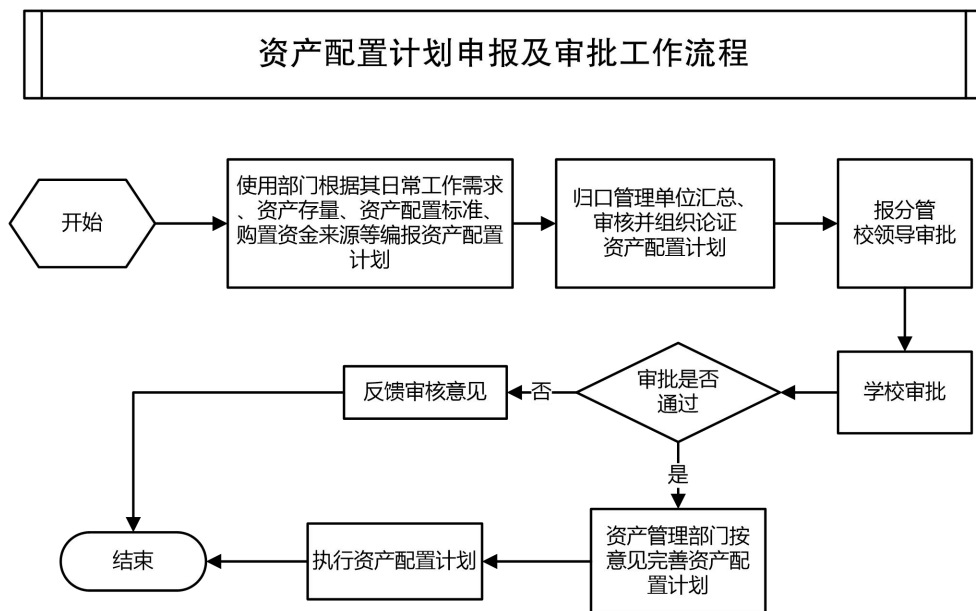 资产配置计划申报及审批工作流程
开始
使用部门根据其日常工作需求
、资产存量、资产配置标准、
购置资金来源等编报资产配置
计划
归口管理单位汇总、
审核并组织论证
资产配置计划
报分管
校领导审批
学校审批
审批是否
通过
否
反馈审核意见
是
资产管理部门按
意见完善资产配
置计划
执行资产配置计划
结束